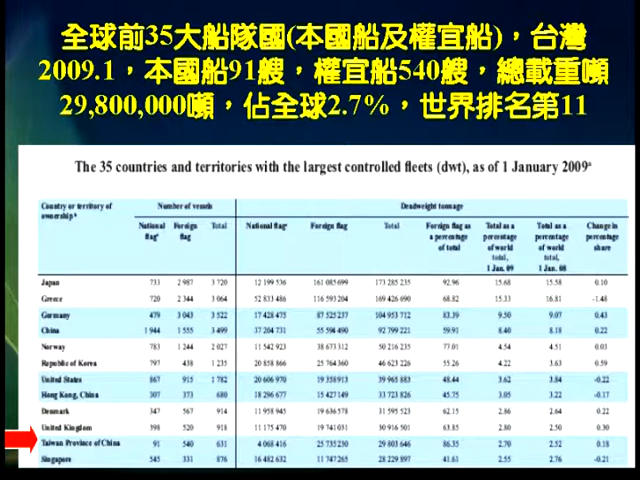 全球前35大船隊國(本國船及權宜船)，台灣
2009.1，本國船91艘，權宜船540艘，總載重噸
29,800,000噸，佔全球2.7%，世界排名第11
The 35 countries and territories with the largest controlled fleets (dwt), as of 1 January 2009ª
Country or territory of ownership b Number of vessels Deadweight tonnage
National flag Foreign flag Total National flag Foreign flag Total Foreign flag as a percentage of total Total as a percentage of world total, 1 Jan. 09 Total as a percentage of world total, 1 Jan. 08 Change in percentage share
Japan 733 2 987 3 720 12 199 536 161 085 699 173 285 235 92.96 15.68 15.58 0.10
Greece 720 2 344 3 064 52 833 486 116 593 204 169 426 690 68.82 15.33 16.81 -1.48
Germany 479 3 043 3 522 17 428 475 87 525 237 104 953 712 83.39 9.50 9.07 0.43
China 1 944 1 555 3 499 37 204 731 55 594 490 92 799 221 59.91 8.40 8.18 0.22
Norway 783 1 244 2 027 11 542 923 38 673 312 50 216 235 77.01 4.54 4.51 0.03
Republic of Korea 797 438 1 235 20 858 866 25 764 360 46 623 226 55.26 4.22 3.63 0.59
United States 867 915 1 782 20 606 970 19 358 913 39 965 883 48.44 3.62 3.84 -0.22
Hong Kong, China 307 373 680 18 296 677 15 427 149 33 723 826 45.75 3.05 3.22 -0.17
Denmark 347 567 914 11 958 945 19 636 578 31 595 523 62.15 2.86 2.64 0.22
United Kingdom 398 520 918 11 175 470 19 741 031 30 916 501 63.85 2.80 2.50 0.30
Taiwan Province of China 91 540 631 4 068 416 25 735 230 29 803 646 86.35 2.70 2.52 0.18
Singapore 545 331 876 16 482 632 11 747 265 28 229 897 41.61 2.55 2.76 -0.21